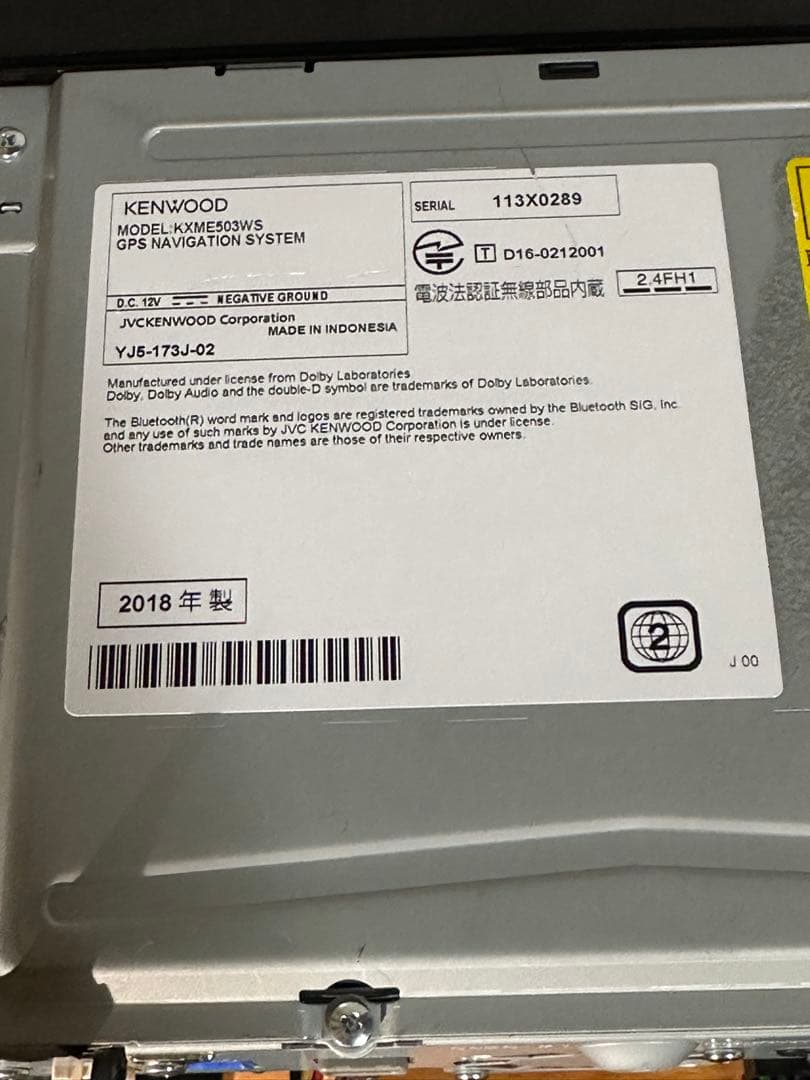 KENWOOD
MODEL:KXME503WS
GPS NAVIGATION SYSTEM
D.C. 12V NEGATIVE GROUND
JVCKENWOOD Corporation
MADE IN INDONESIA
YJ5-173J-02
SERIAL 113X0289
T D16-0212001
電波法認証無線部品内蔵 2.4FH1
Manufactured under license from Dolby Laboratories
Dolby, Dolby Audio and the double-D symbol are trademarks of Dolby Laboratories.
The Bluetooth(R) word mark and logos are registered trademarks owned by the Bluetooth SIG, Inc.
and any use of such marks by JVC KENWOOD Corporation is under license.
Other trademarks and trade names are those of their respective owners.
2018 年 製
2
J 00